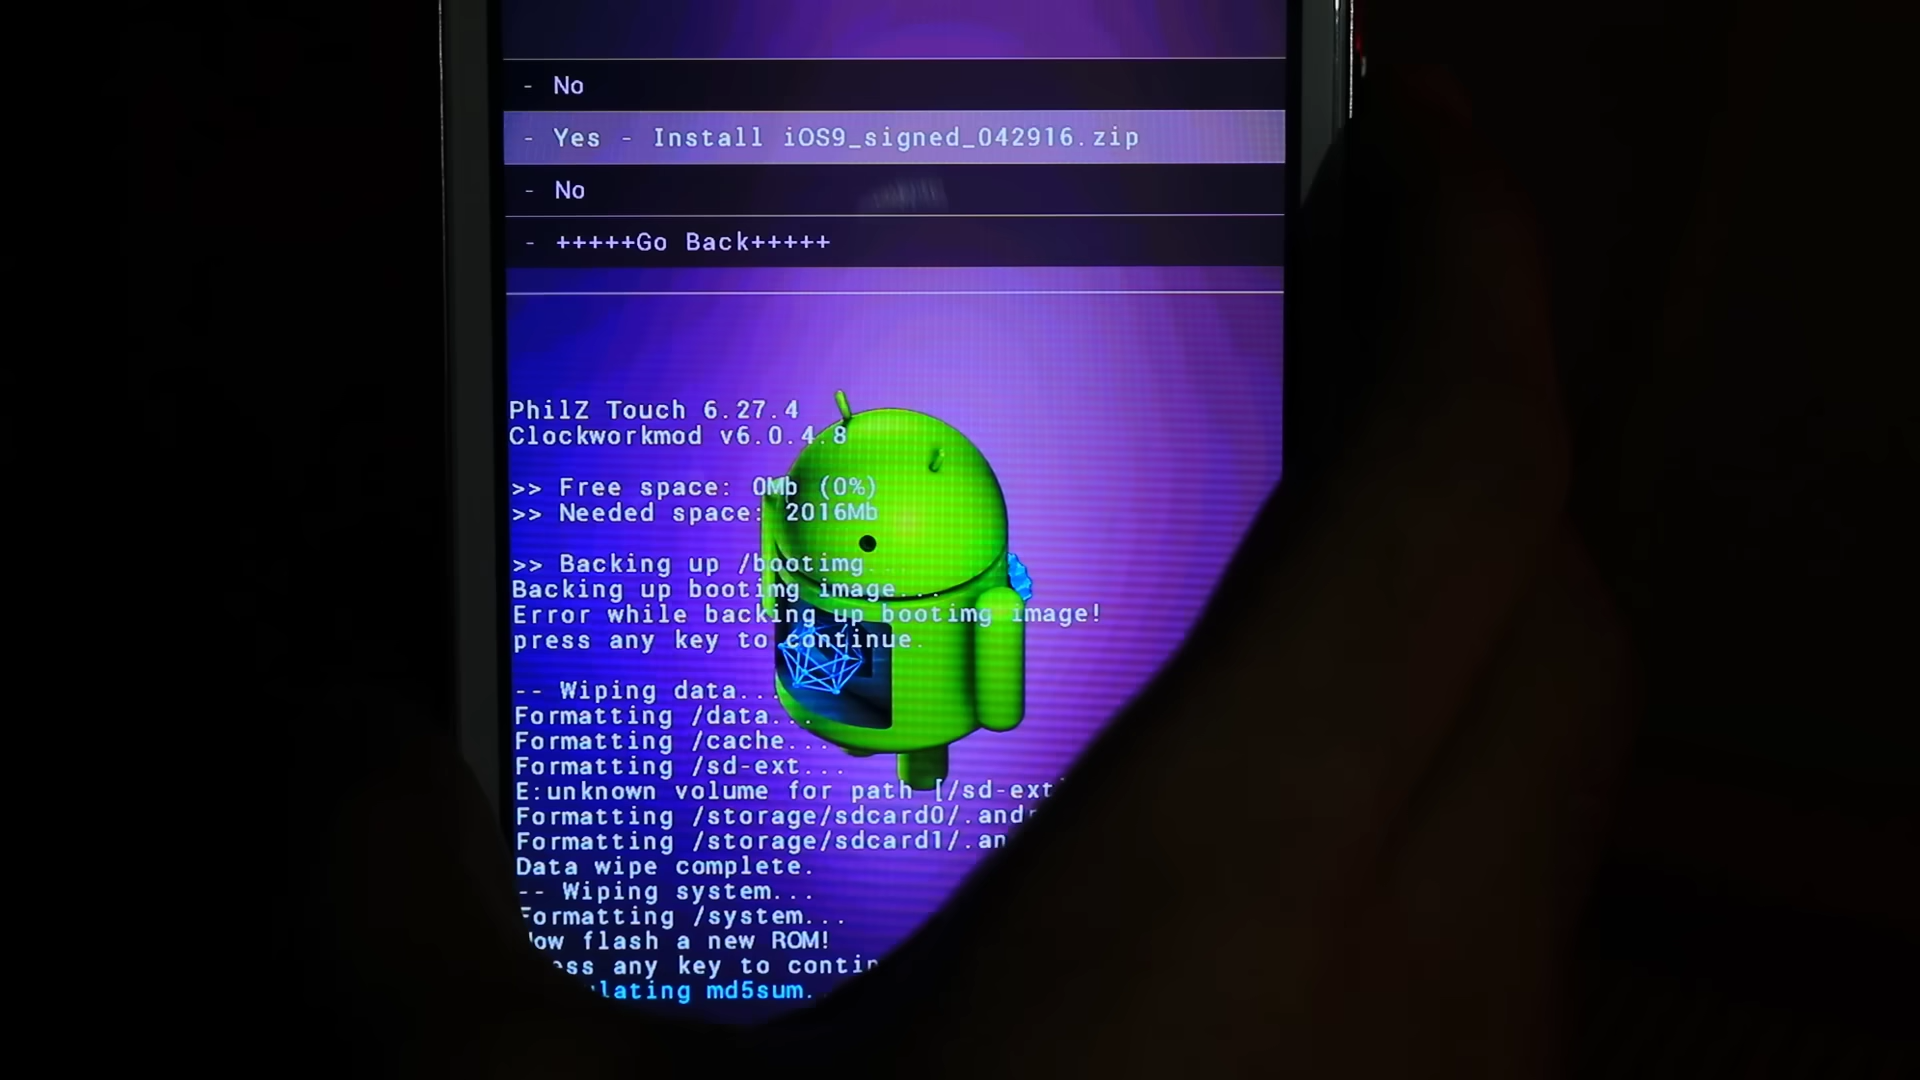 - No
- Yes - Install iOS9_signed_042916.zip
- No
- +++++Go Back+++++
PhilZ Touch 6.27.4
Clockworkmod v6.0.4.8
>> Free space: 0Mb (0%)
>> Needed space: 2016Mb
>> Backing up /bootimg...
Backing up bootimg image...
Error while backing up bootimg image!
press any key to continue.
-- Wiping data...
Formatting /data...
Formatting /cache...
Formatting /sd-ext...
E:unknown volume for path [/sd-ext
Formatting /storage/sdcard0/.andr
Formatting /storage/sdcard1/.an
Data wipe complete.
-- Wiping system...
Formatting /system...
Now flash a new ROM!
ess any key to contin
lating md5sum.